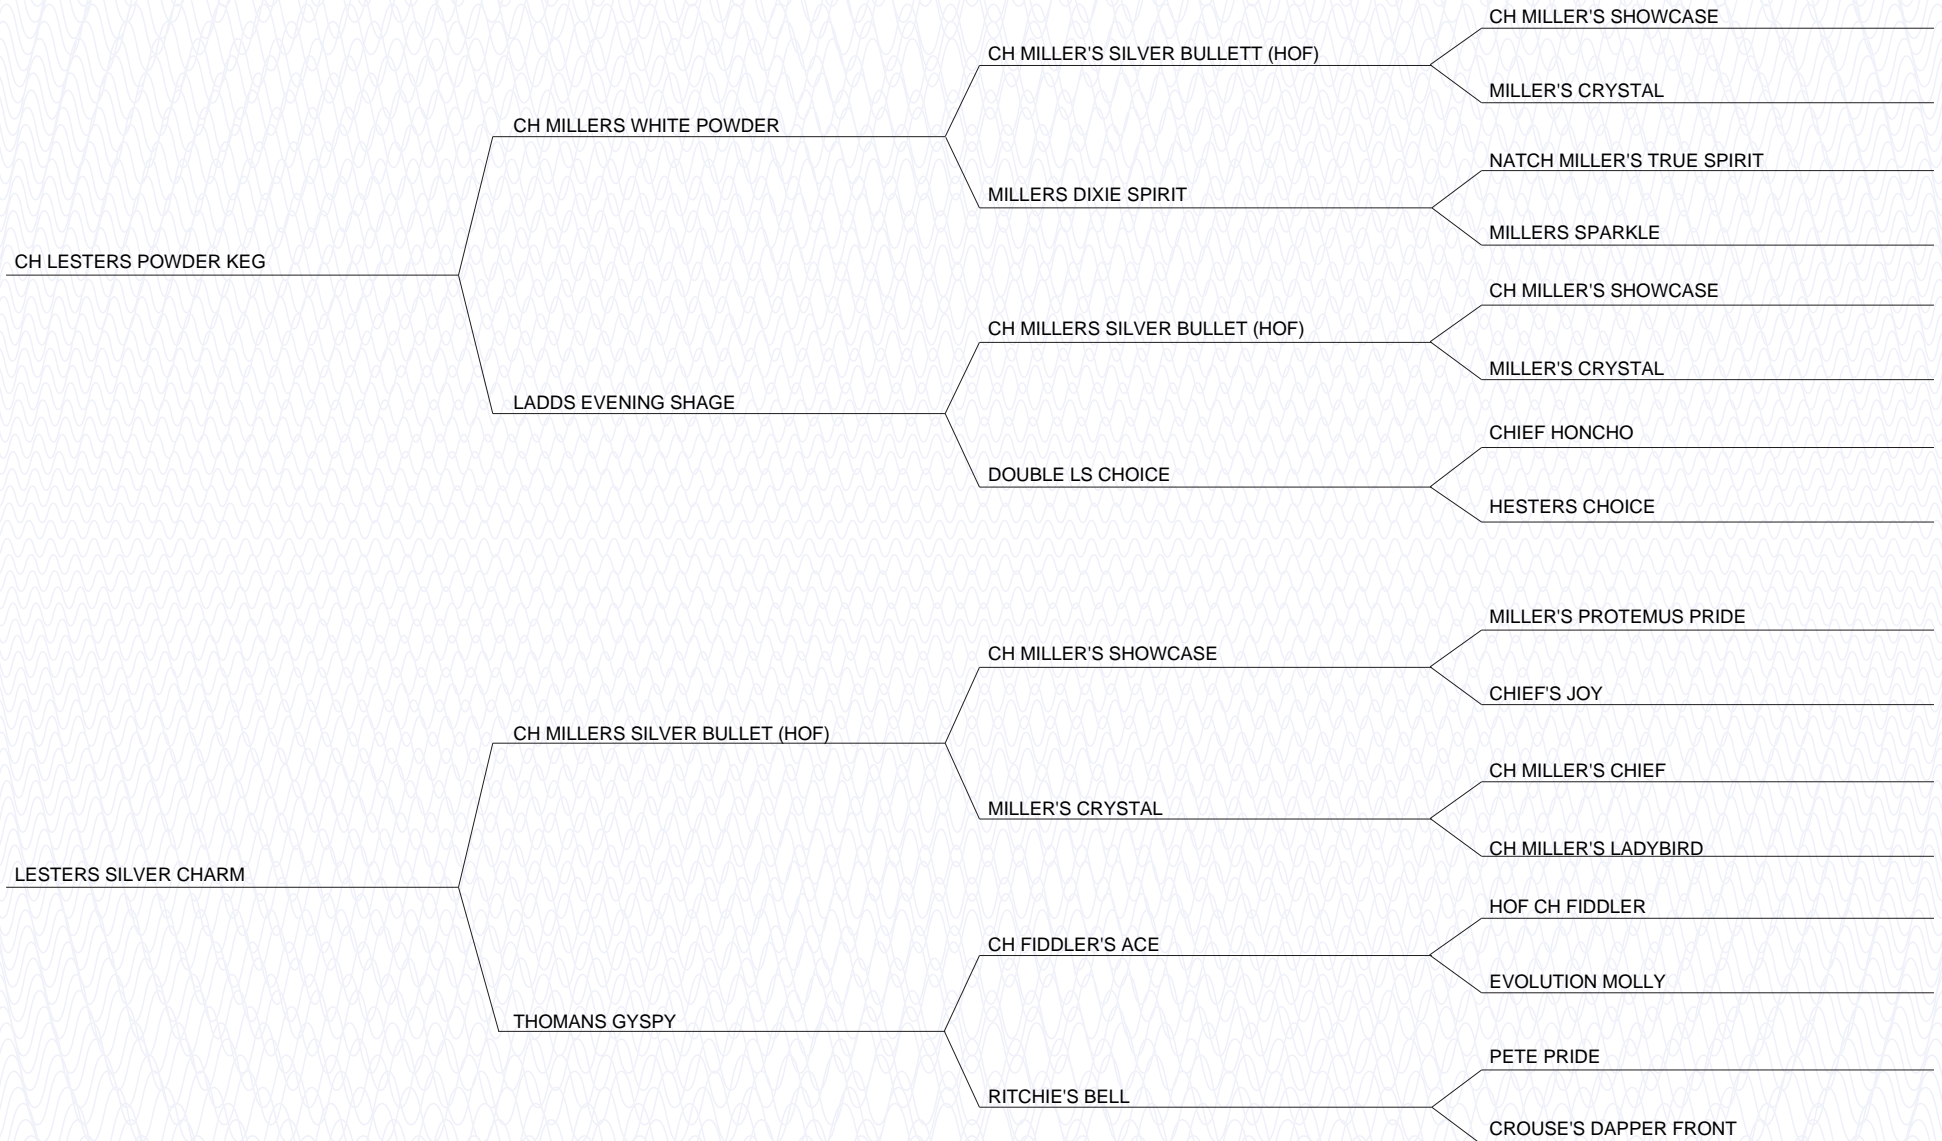 CH MILLER'S SHOWCASE
CH MILLER'S SILVER BULLETT (HOF)
MILLER'S CRYSTAL
CH MILLERS WHITE POWDER
NATCH MILLER'S TRUE SPIRIT
MILLERS DIXIE SPIRIT
MILLERS SPARKLE
CH LESTERS POWDER KEG
CH MILLER'S SHOWCASE
CH MILLERS SILVER BULLET (HOF)
MILLER'S CRYSTAL
LADDS EVENING SHAGE
CHIEF HONCHO
DOUBLE LS CHOICE
HESTERS CHOICE
MILLER'S PROTEMUS PRIDE
CH MILLER'S SHOWCASE
CHIEF'S JOY
CH MILLERS SILVER BULLET (HOF)
CH MILLER'S CHIEF
MILLER'S CRYSTAL
CH MILLER'S LADYBIRD
LESTERS SILVER CHARM
HOF CH FIDDLER
CH FIDDLER'S ACE
EVOLUTION MOLLY
THOMANS GYSPY
PETE PRIDE
RITCHIE'S BELL
CROUSE'S DAPPER FRONT